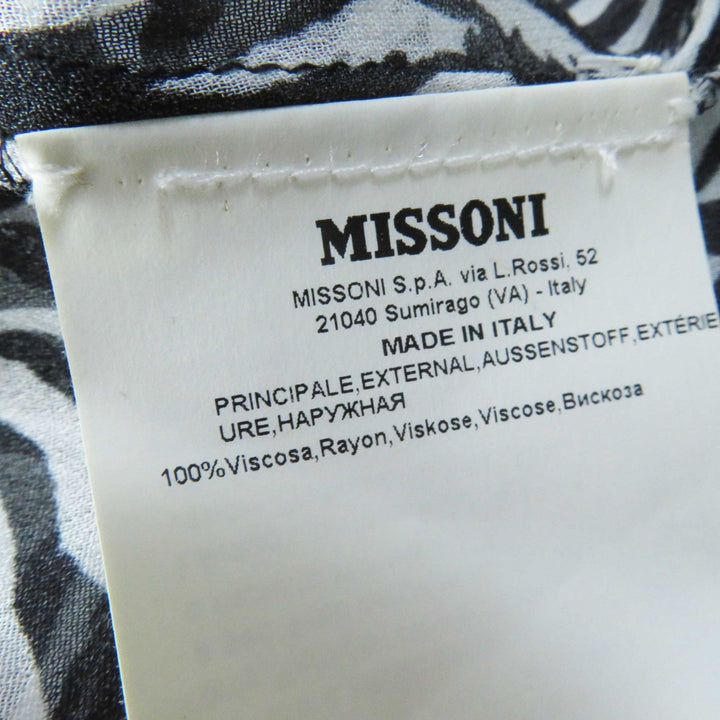 MISSONI
MISSONI S.p.A. via L.Rossi, 52
21040 Sumirago (VA) - Italy
MADE IN ITALY
PRINCIPALE,EXTERNAL,AUSSENSTOFF,EXTÉRIE
URE,НАРУЖНАЯ
100%Viscosa,Rayon,Viskose,Viscose,Вискоза